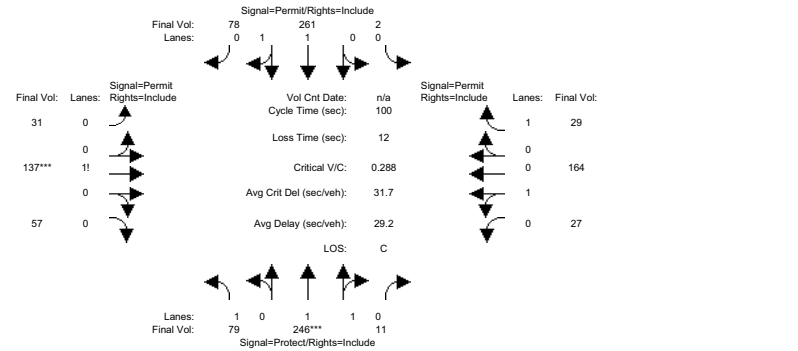 Signal=Permit/Rights=Include
Final Vol: 78 261 2
Lanes: 0 1 1 0 0
Signal=Permit Signal=Permit
Final Vol: Lanes: Rights=Include Vol Cnt Date: n/a Rights=Include Lanes: Final Vol:
Cycle Time (sec): 100
31 0 1 29
Loss Time (sec): 12
0 0
137*** 1! Critical V/C: 0.288 0 164
0 Avg Crit Del (sec/veh): 31.7 1
57 0 Avg Delay (sec/veh): 29.2 0 27
LOS: C
Lanes: 1 0 1 1 0
Final Vol: 79 246*** 11
Signal=Protect/Rights=Include